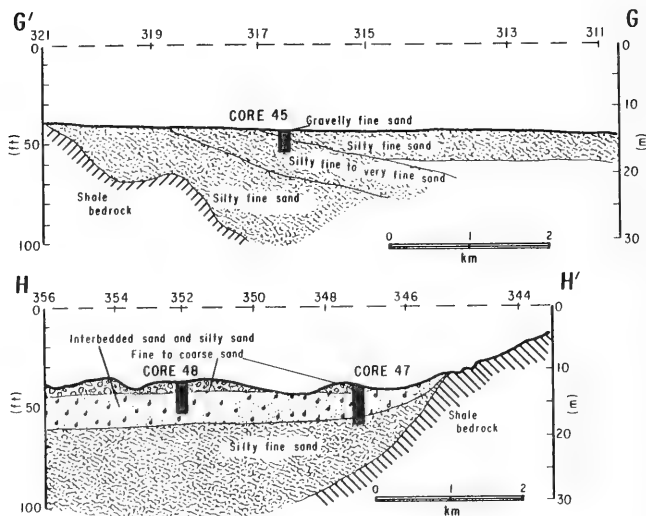 G' G
321 319 317 315 313 311
0 0
CORE 45
Gravelly fine sand
10
50 Silty fine sand
(ft) (m)
Silty fine to very fine sand
20
Silty fine sand
Shale
bedrock
0 1 2
100 30
km
H H'
356 354 352 350 348 346 344
0 0
Interbedded sand and silty sand
Fine to coarse sand
CORE 48 CORE 47
10
(ft) (m)
50
Shale
bedrock
Silty fine sand
20
0 1 2
100 30
km